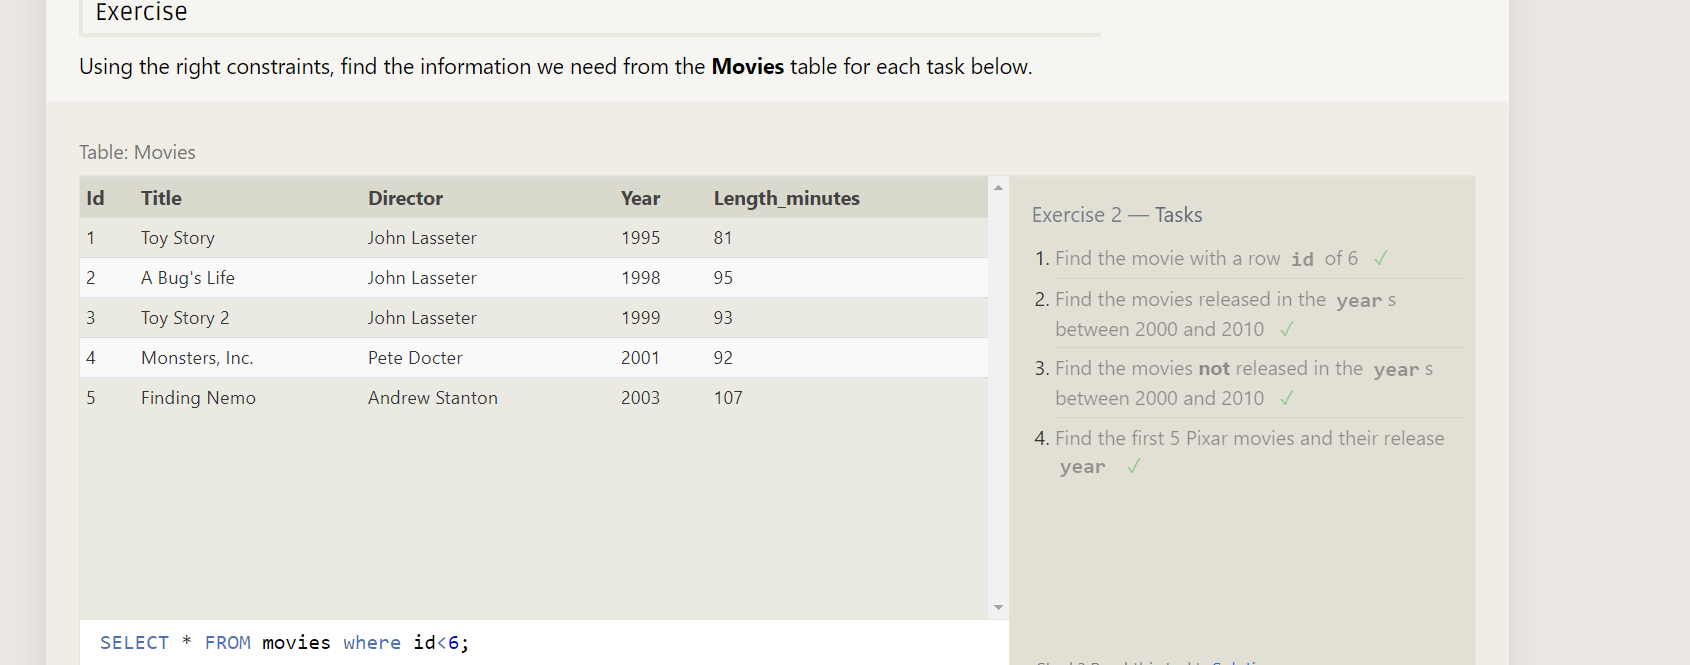 Exercise
Using the right constraints, find the information we need from the Movies table for each task below.
Table: Movies
Id Title Director Year Length_minutes
1 Toy Story John Lasseter 1995 81
2 A Bug's Life John Lasseter 1998 95
3 Toy Story 2 John Lasseter 1999 93
4 Monsters, Inc. Pete Docter 2001 92
5 Finding Nemo Andrew Stanton 2003 107
SELECT * FROM movies where id<6;
Exercise 2 — Tasks
1. Find the movie with a row id of 6 ✓
2. Find the movies released in the year s
between 2000 and 2010 ✓
3. Find the movies not released in the year s
between 2000 and 2010 ✓
4. Find the first 5 Pixar movies and their release
year ✓